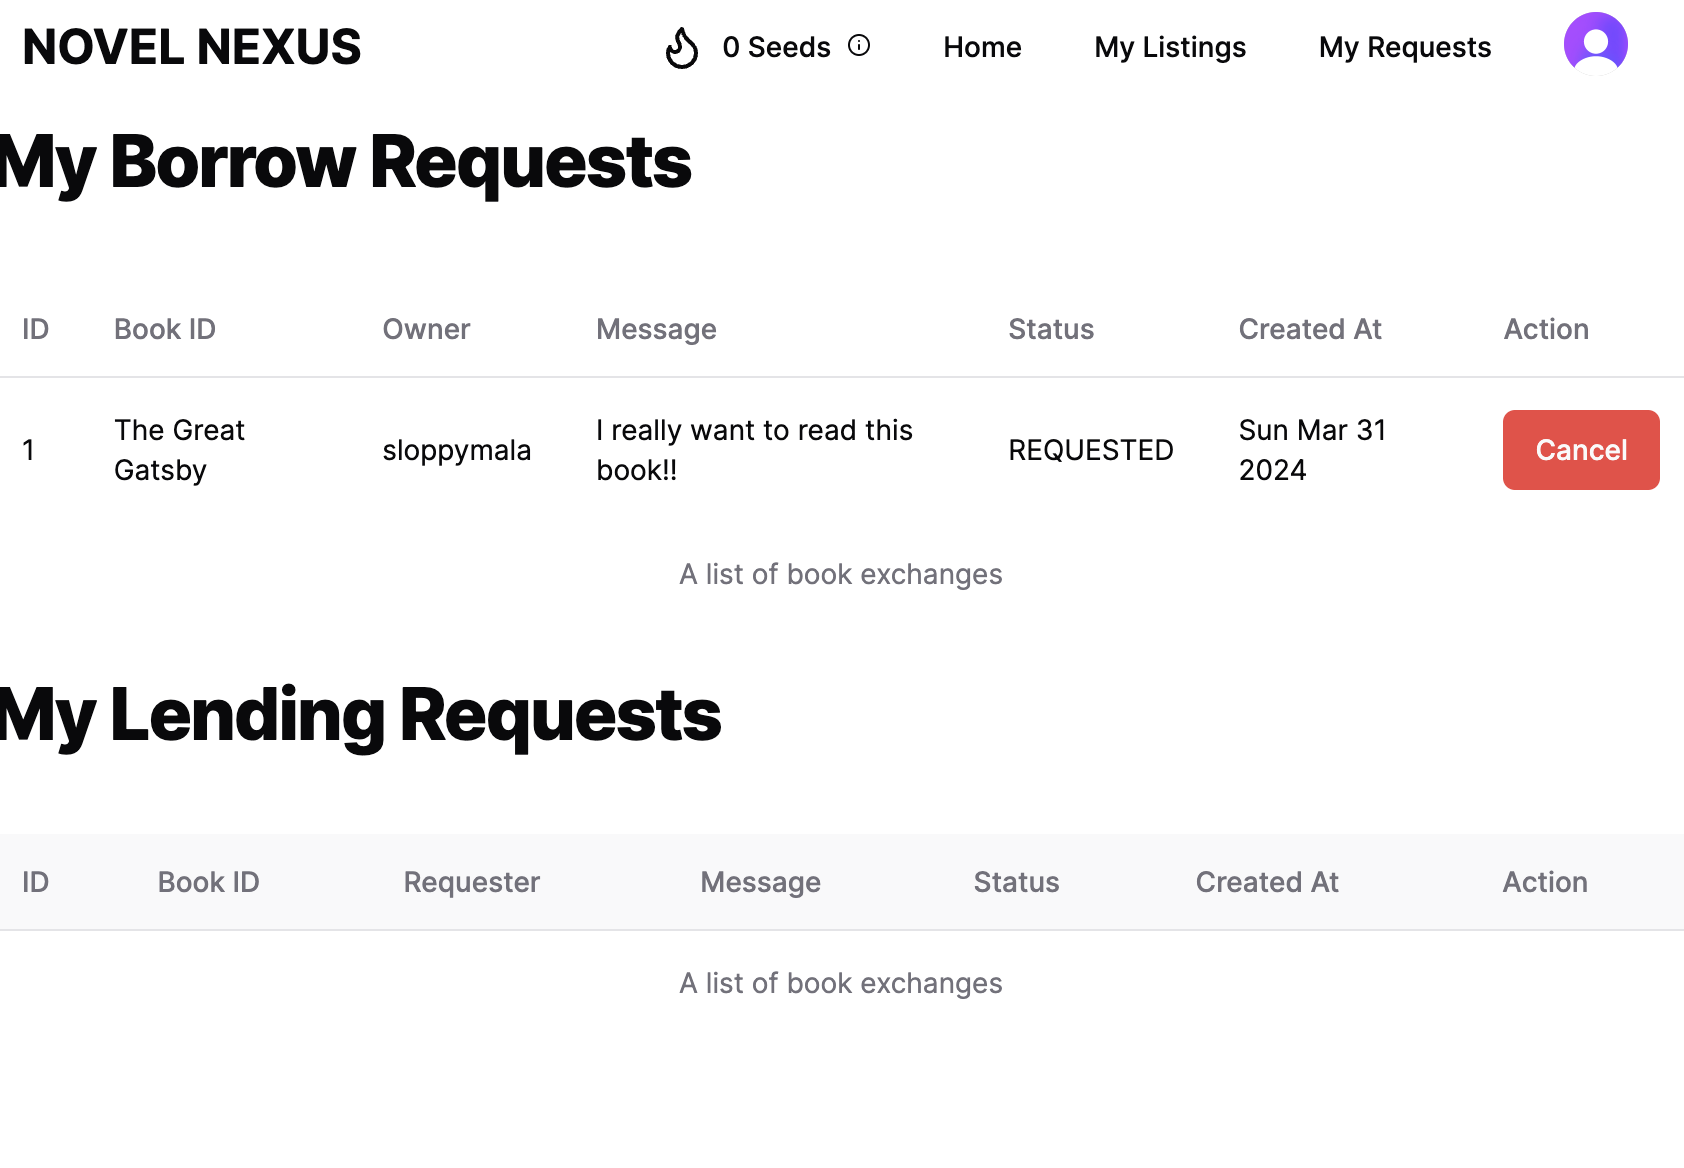 NOVEL NEXUS
0 Seeds
Home
My Listings
My Requests
My Borrow Requests
ID Book ID Owner Message Status Created At Action
1 The Great Gatsby sloppymala I really want to read this book!! REQUESTED Sun Mar 31 2024 Cancel
A list of book exchanges
My Lending Requests
ID Book ID Requester Message Status Created At Action
A list of book exchanges